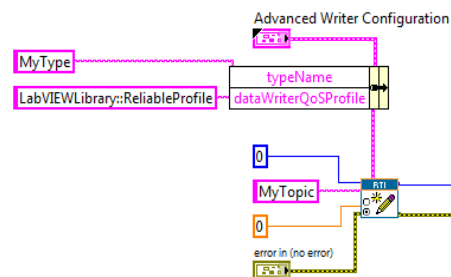 Advanced Writer Configuration
MyType
typeName
LabVIEWLibrary::ReliableProfile
dataWriterQoSProfile
0
MyTopic
RTI
0
error in (no error)